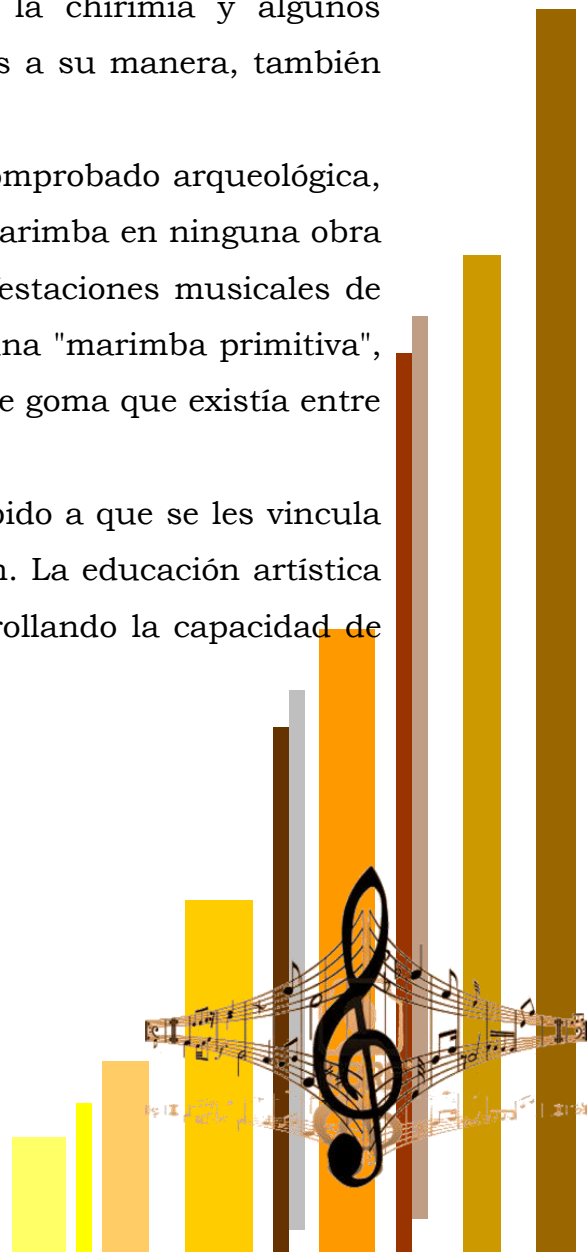 la chirimía y algunos
s a su manera, también
omprobado arqueológica,
arimba en ninguna obra
estaciones musicales de
una "marimba primitiva",
e goma que existía entre
bido a que se les vincula
n. La educación artística
rollando la capacidad de